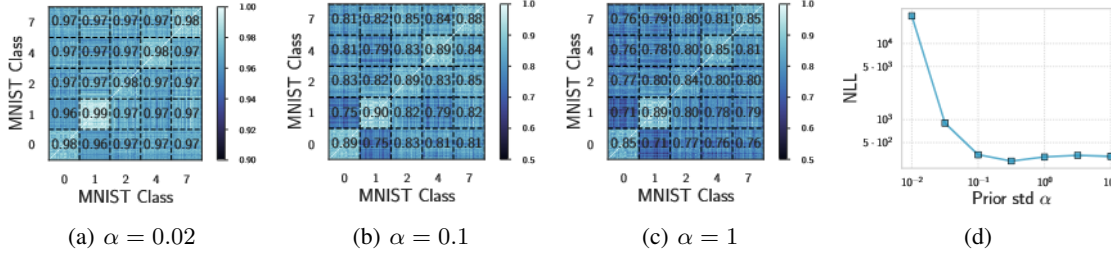 7 0.97 0.97 0.97 0.97 0.98
4 0.97 0.97 0.97 0.98 0.97
2 0.97 0.97 0.98 0.97 0.97
1 0.96 0.99 0.97 0.97 0.97
0 0.98 0.96 0.97 0.97 0.97
0 1 2 4 7
MNIST Class
MNIST Class
1.00
0.98
0.96
0.94
0.92
0.90
(a) α = 0.02
7 0.81 0.82 0.85 0.84 0.88
4 0.81 0.79 0.83 0.89 0.84
2 0.83 0.82 0.89 0.83 0.85
1 0.75 0.90 0.82 0.79 0.82
0 0.89 0.75 0.83 0.81 0.81
0 1 2 4 7
MNIST Class
MNIST Class
1.0
0.9
0.8
0.7
0.6
0.5
(b) α = 0.1
7 0.76 0.79 0.80 0.81 0.85
4 0.76 0.78 0.80 0.85 0.81
2 0.77 0.80 0.84 0.80 0.80
1 0.71 0.89 0.80 0.78 0.79
0 0.85 0.71 0.77 0.76 0.76
0 1 2 4 7
MNIST Class
MNIST Class
1.0
0.9
0.8
0.7
0.6
0.5
(c) α = 1
NLL
10⁴
5 · 10³
10³
5 · 10²
10⁻² 10⁻¹ 10⁰
Prior std α
(d)